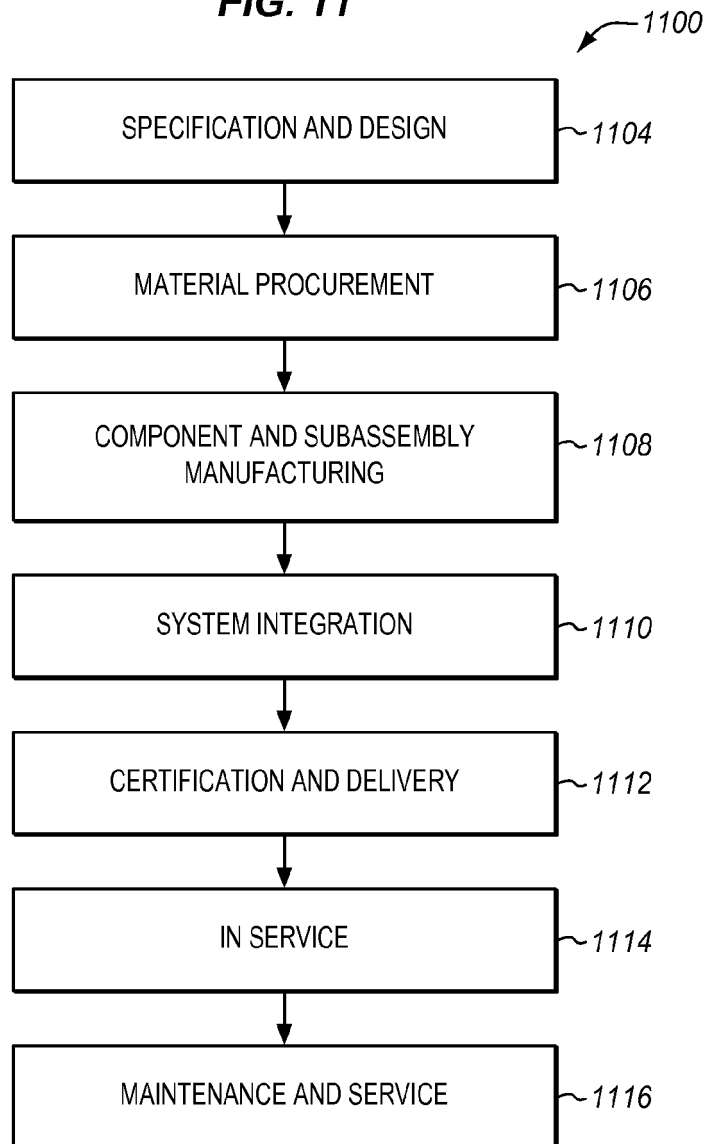 FIG. 11
1100
SPECIFICATION AND DESIGN
1104
MATERIAL PROCUREMENT
1106
COMPONENT AND SUBASSEMBLY
MANUFACTURING
1108
SYSTEM INTEGRATION
1110
CERTIFICATION AND DELIVERY
1112
IN SERVICE
1114
MAINTENANCE AND SERVICE
1116